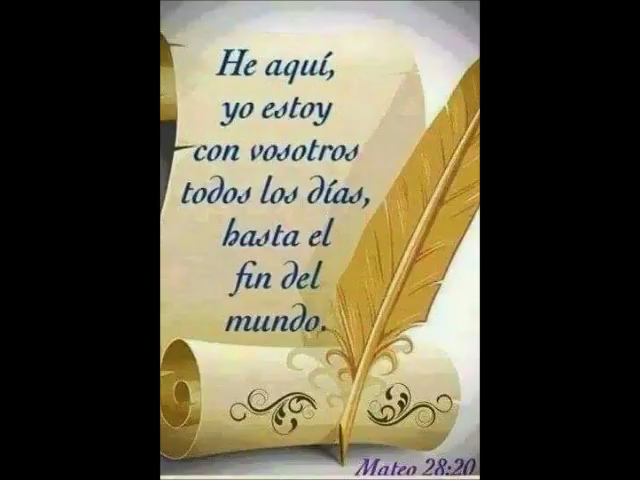 He aquí,
yo estoy
con vosotros
todos los días,
hasta el
fin del
mundo.
Mateo 28:20